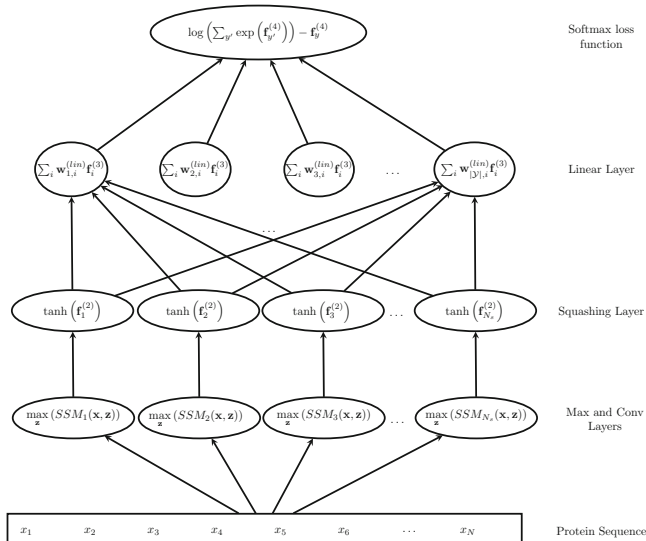 log (∑_{y'} exp (f_{y'}^{(4)})) − f_y^{(4)}
Softmax loss
function
∑_i w_{1,i}^{(lin)} f_i^{(3)} ∑_i w_{2,i}^{(lin)} f_i^{(3)} ∑_i w_{3,i}^{(lin)} f_i^{(3)} ... ∑_i w_{|𝒴|,i}^{(lin)} f_i^{(3)} Linear Layer
...
tanh (f_1^{(2)}) tanh (f_2^{(2)}) tanh (f_3^{(2)}) ... tanh (f_{N_s}^{(2)}) Squashing Layer
max_z (SSM_1(x, z)) max_z (SSM_2(x, z)) max_z (SSM_3(x, z)) ... max_z (SSM_{N_s}(x, z))
Max and Conv
Layers
x_1 x_2 x_3 x_4 x_5 x_6 ... x_N Protein Sequence